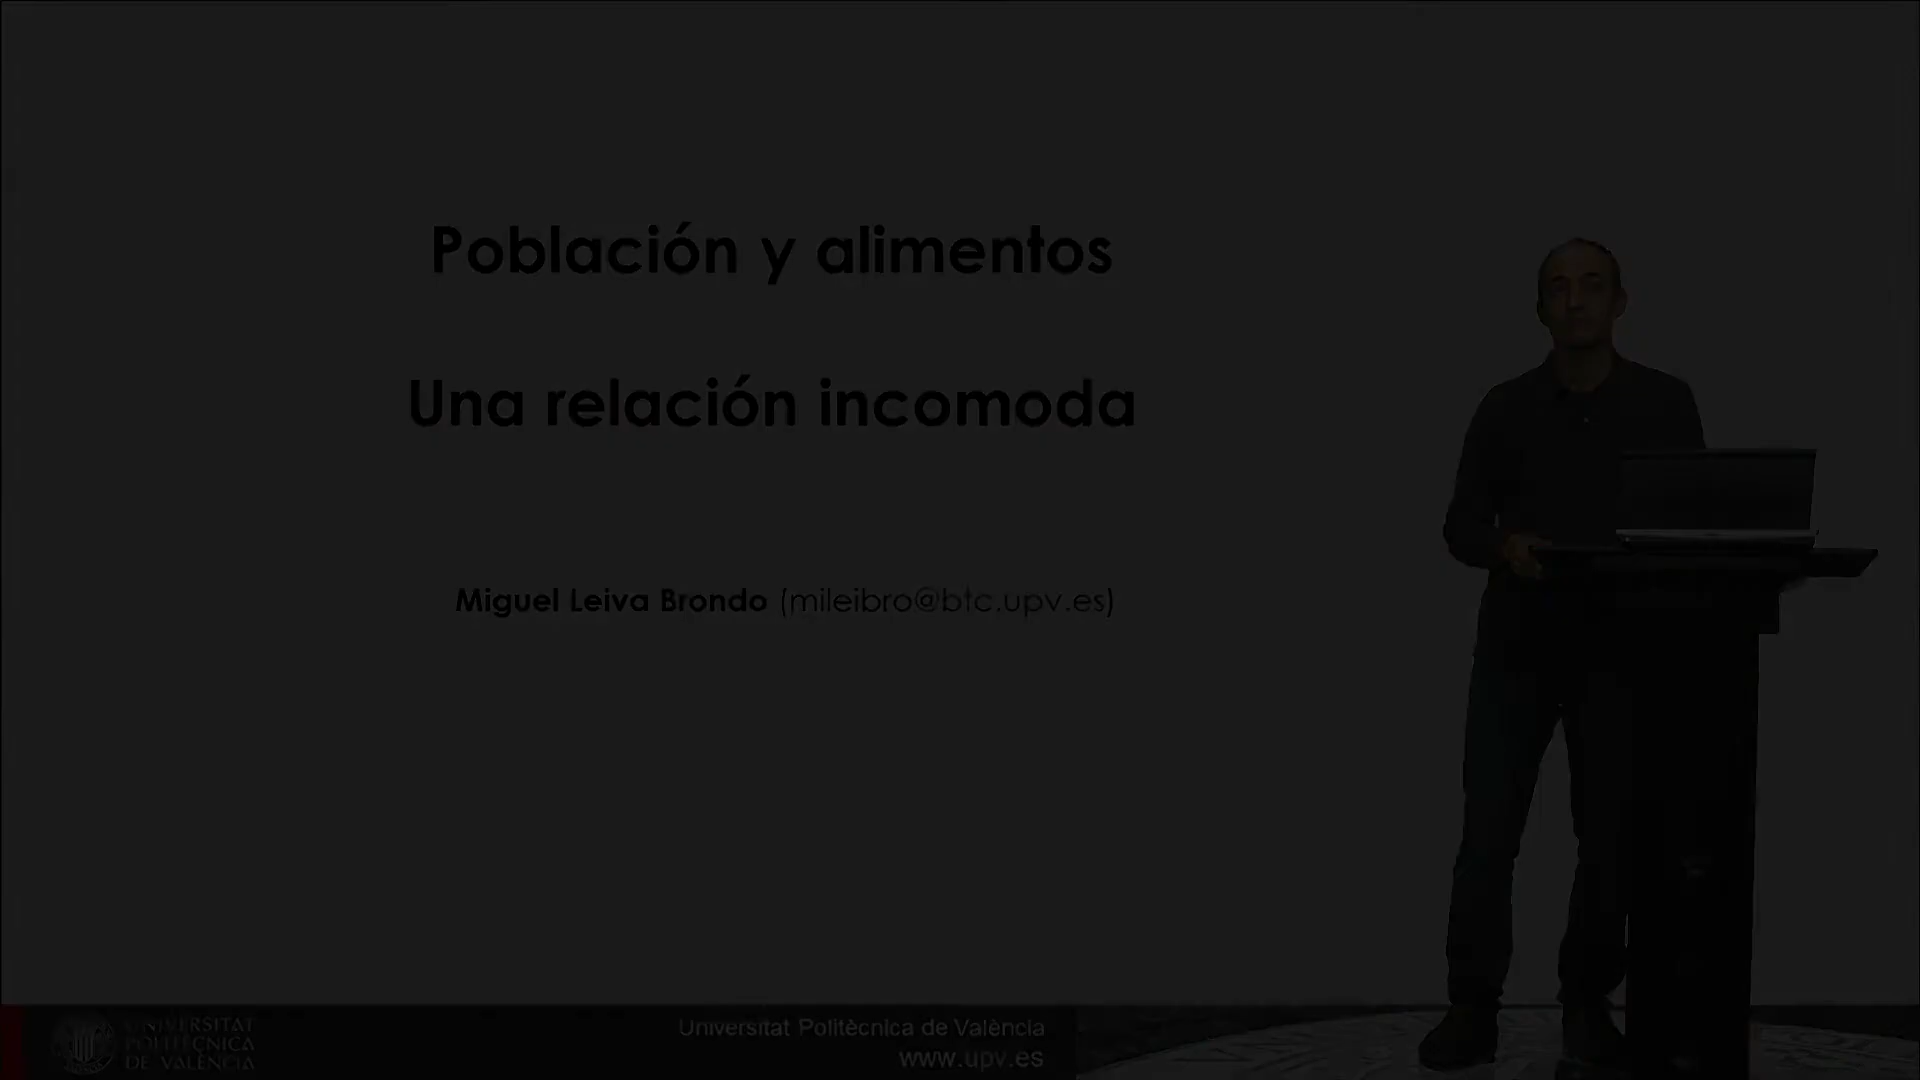 Población y alimentos
Una relación incomoda
Miguel Leiva Brondo (mileibro@btc.upv.es)
UNIVERSITAT
POLITÈCNICA
DE VALÈNCIA
Universitat Politècnica de València
www.upv.es